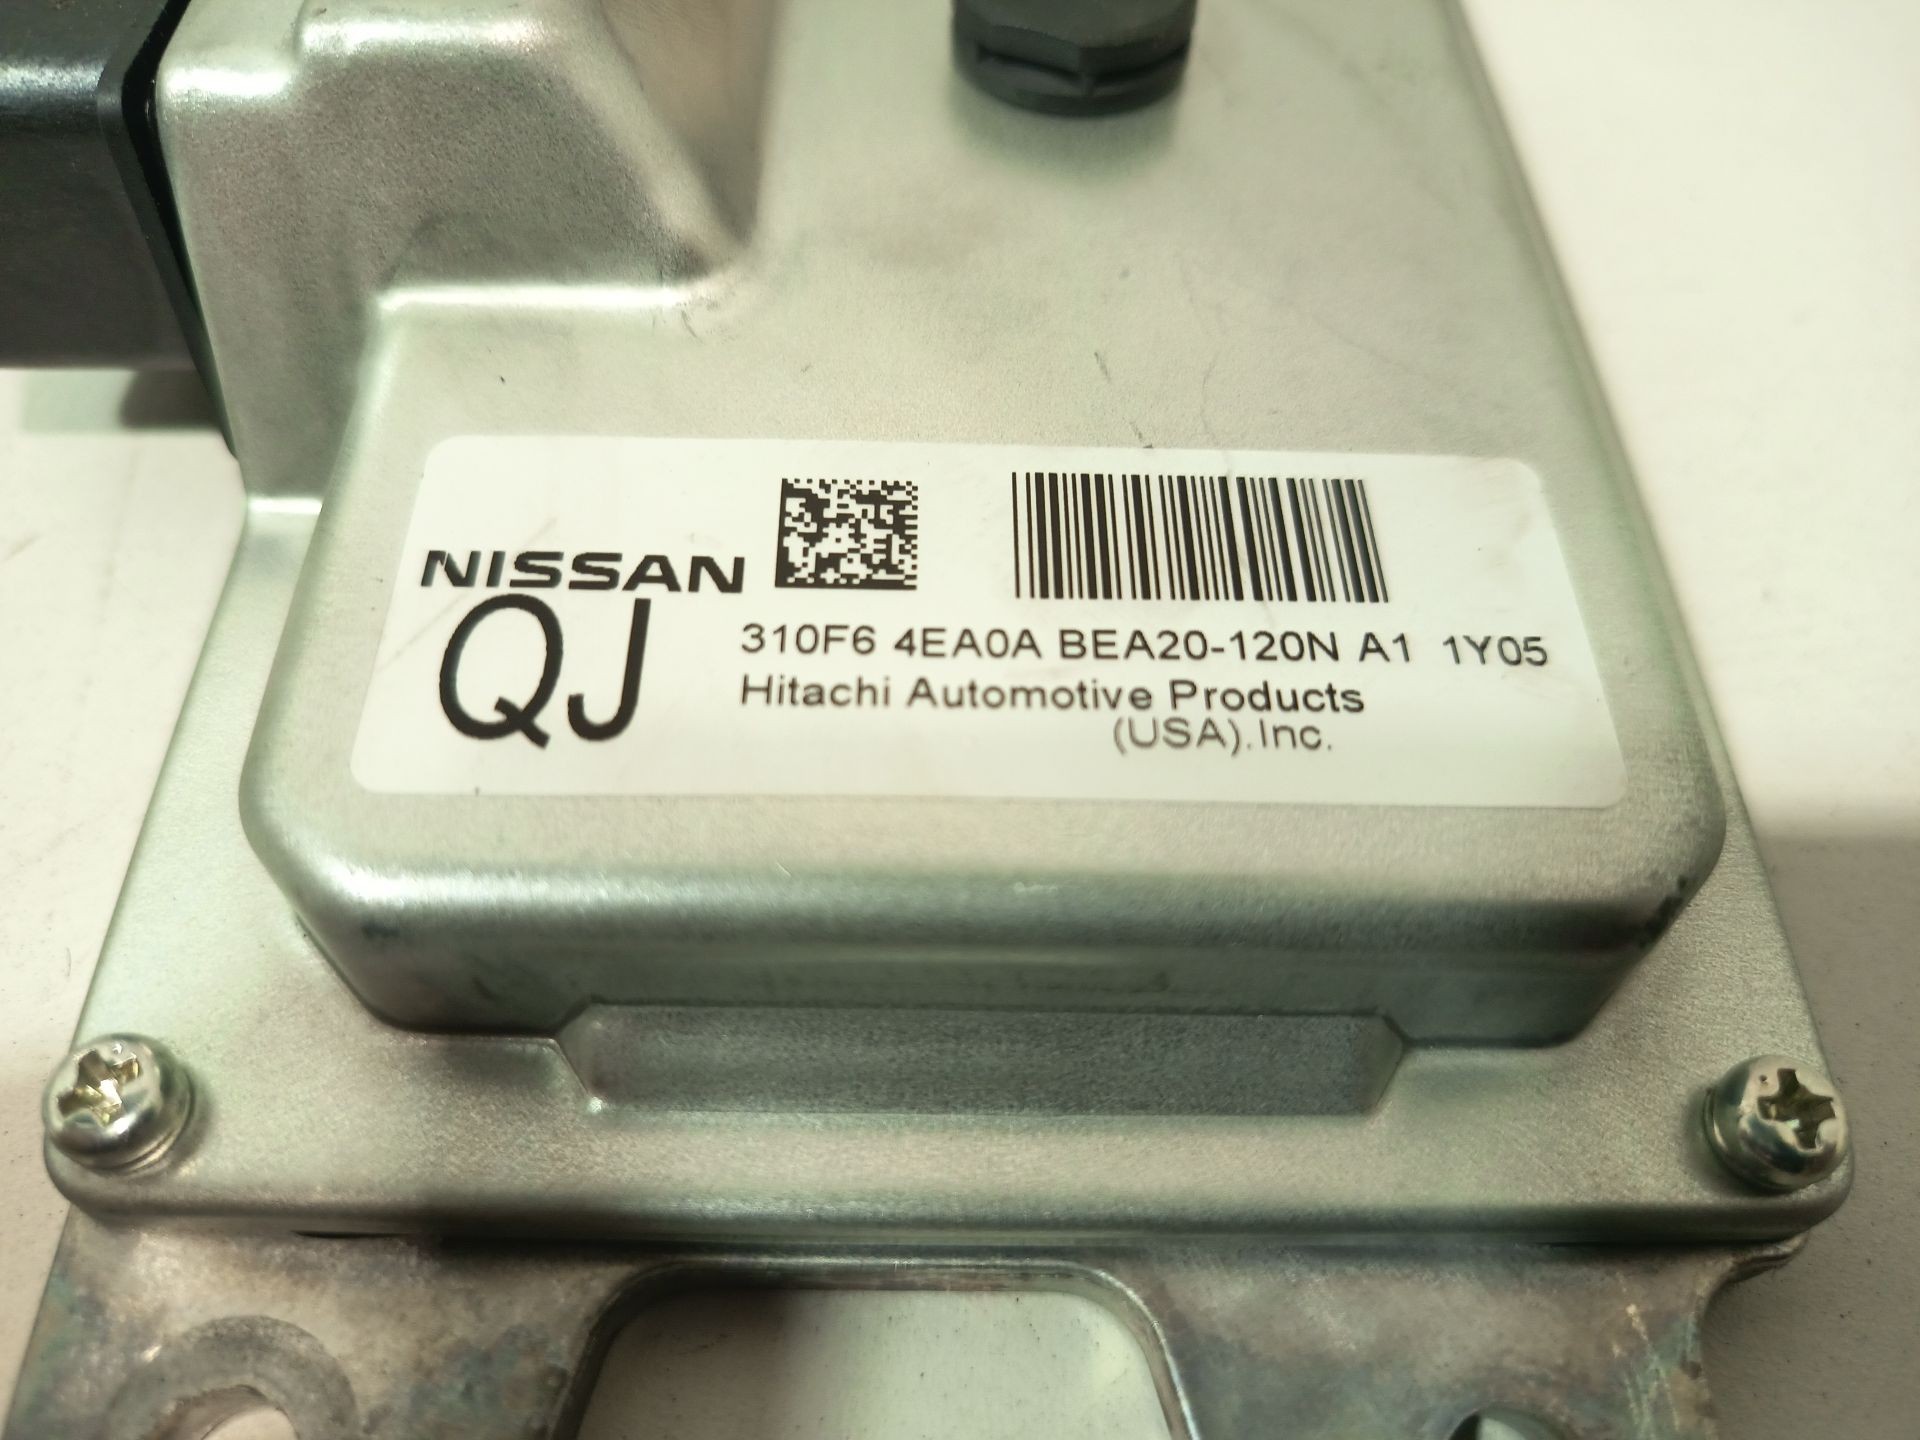 NISSAN
QJ
310F6 4EA0A BEA20-120N A1 1Y05
Hitachi Automotive Products
(USA).Inc.